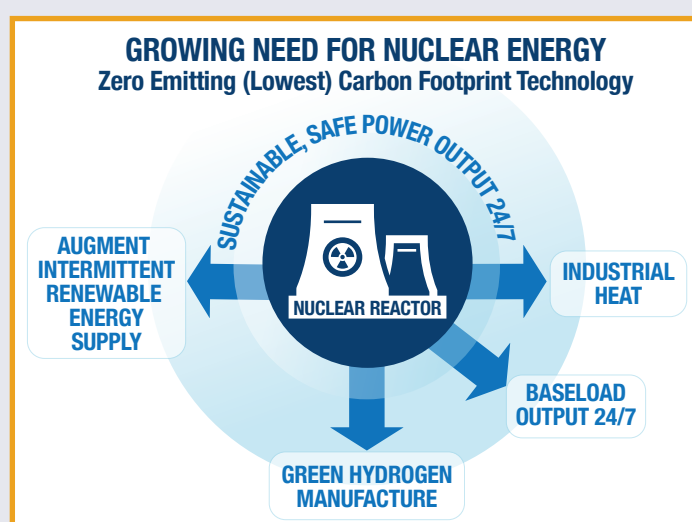 GROWING NEED FOR NUCLEAR ENERGY
Zero Emitting (Lowest) Carbon Footprint Technology
SUSTAINABLE, SAFE POWER OUTPUT 24/7
AUGMENT
INTERMITTENT
RENEWABLE
ENERGY
SUPPLY
NUCLEAR REACTOR
INDUSTRIAL
HEAT
BASELOAD
OUTPUT 24/7
GREEN HYDROGEN
MANUFACTURE